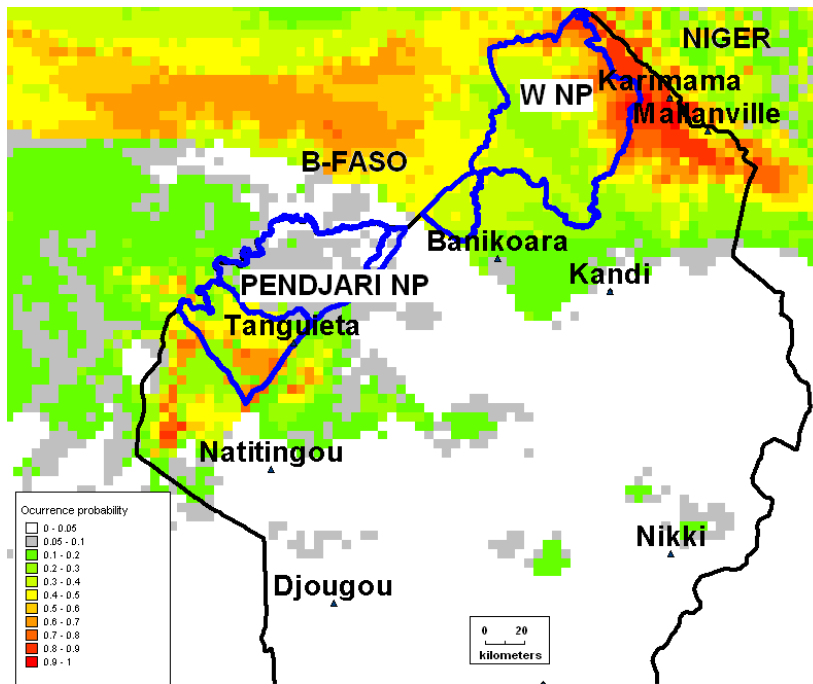 NIGER
Karimama
W NP
Mallanville
B-FASO
Banikoara
Kandi
PENDJARI NP
Tanguieta
Natitingou
Ocurrence probability
0 - 0.05
0.05 - 0.1
0.1 - 0.2
0.2 - 0.3
0.3 - 0.4
0.4 - 0.5
0.5 - 0.6
0.6 - 0.7
0.7 - 0.8
0.8 - 0.9
0.9 - 1
Nikki
Djougou
0 20
kilometers